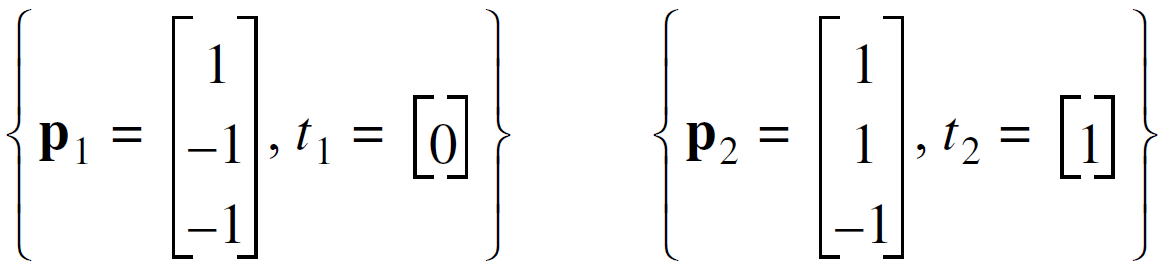 {p₁ = [1 −1 −1], t₁ = [0]} {p₂ = [1 1 −1], t₂ = [1]}